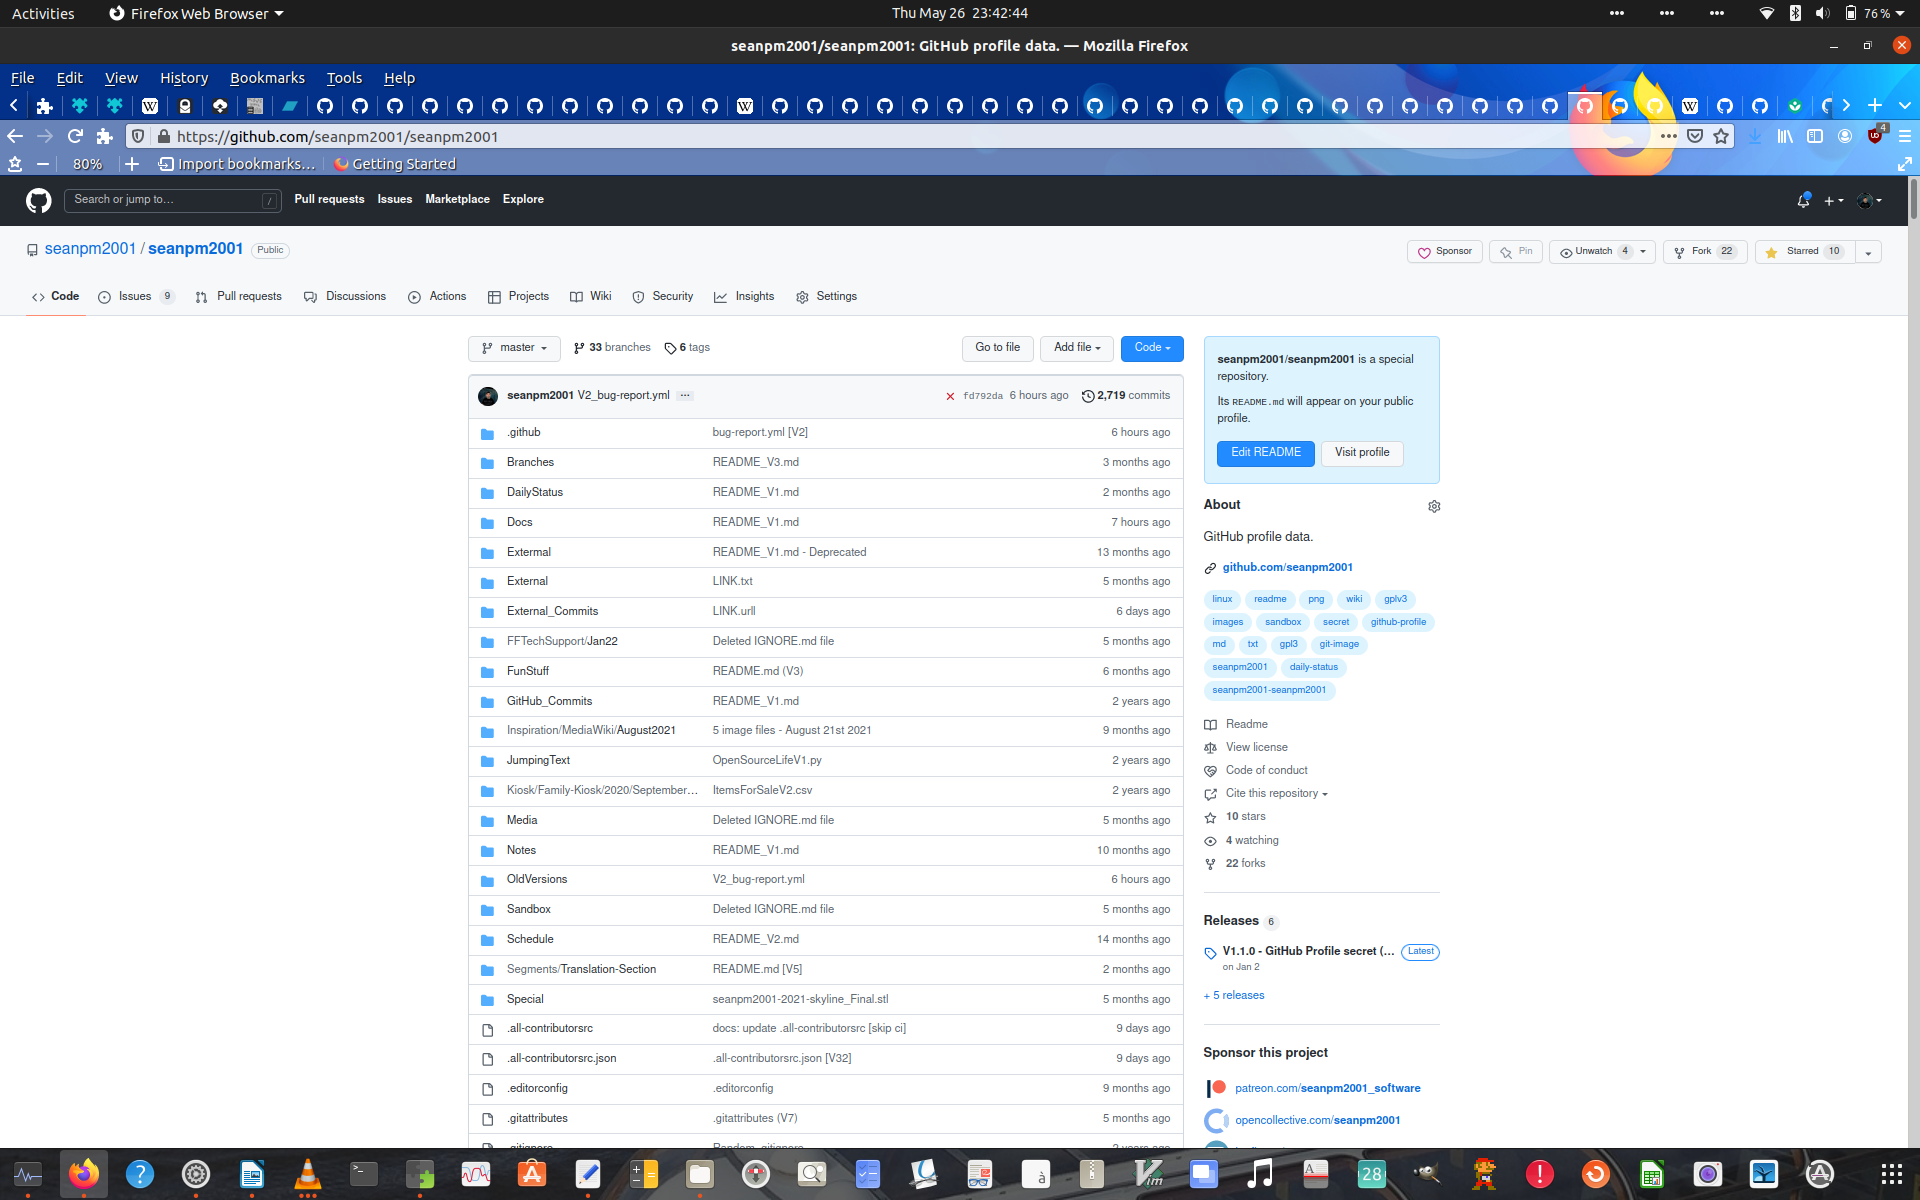 Activities Firefox Web Browser Thu May 26 23:42:44 76%
seanpm2001/seanpm2001: GitHub profile data. — Mozilla Firefox
File Edit View History Bookmarks Tools Help
https://github.com/seanpm2001/seanpm2001 4
80% Import bookmarks... Getting Started
Search or jump to... / Pull requests Issues Marketplace Explore
seanpm2001 / seanpm2001 Public Sponsor Pin Unwatch 4 Fork 22 Starred 10
Code Issues 9 Pull requests Discussions Actions Projects Wiki Security Insights Settings
master 33 branches 6 tags Go to file Add file Code
seanpm2001 V2_bug-report.yml ... fd792da 6 hours ago 2,719 commits
.github bug-report.yml [V2] 6 hours ago
Branches README_V3.md 3 months ago
DailyStatus README_V1.md 2 months ago
Docs README_V1.md 7 hours ago
Extermal README_V1.md - Deprecated 13 months ago
External LINK.txt 5 months ago
External_Commits LINK.urll 6 days ago
FFTechSupport/Jan22 Deleted IGNORE.md file 5 months ago
FunStuff README.md (V3) 6 months ago
GitHub_Commits README_V1.md 2 years ago
Inspiration/MediaWiki/August2021 5 image files - August 21st 2021 9 months ago
JumpingText OpenSourceLifeV1.py 2 years ago
Kiosk/Family-Kiosk/2020/September... ItemsForSaleV2.csv 2 years ago
Media Deleted IGNORE.md file 5 months ago
Notes README_V1.md 10 months ago
OldVersions V2_bug-report.yml 6 hours ago
Sandbox Deleted IGNORE.md file 5 months ago
Schedule README_V2.md 14 months ago
Segments/Translation-Section README.md [V5] 2 months ago
Special seanpm2001-2021-skyline_Final.stl 5 months ago
.all-contributorsrc docs: update .all-contributorsrc [skip ci] 9 days ago
.all-contributorsrc.json .all-contributorsrc.json [V32] 9 days ago
.editorconfig .editorconfig 9 months ago
.gitattributes .gitattributes (V7) 5 months ago
.gitignore Random .gitignore 2 years ago
seanpm2001/seanpm2001 is a special
repository.
Its README.md will appear on your public
profile.
Edit README Visit profile
About
GitHub profile data.
github.com/seanpm2001
linux readme png wiki gplv3
images sandbox secret github-profile
md txt gpl3 git-image
seanpm2001 daily-status
seanpm2001-seanpm2001
Readme
View license
Code of conduct
Cite this repository
10 stars
4 watching
22 forks
Releases 6
V1.1.0 - GitHub Profile secret (... Latest
on Jan 2
+ 5 releases
Sponsor this project
patreon.com/seanpm2001_software
opencollective.com/seanpm2001
28